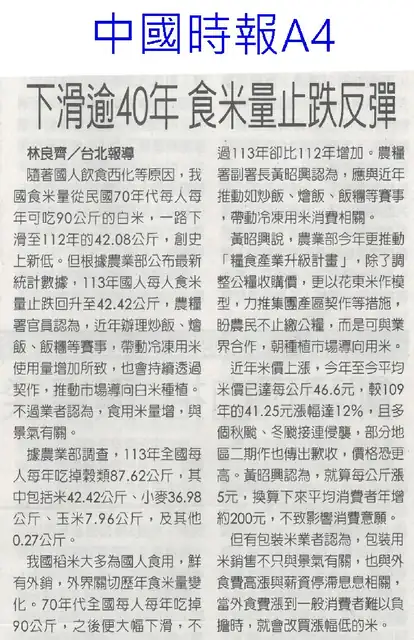 中國時報A4
下滑逾40年 食米量止跌反彈
林良齊／台北報導
隨著國人飲食西化等原因，我
國食米量從民國70年代每人每
年可吃90公斤的白米，一路下
滑至112年的42.08公斤，創史
上新低。但根據農業部公布最新
統計數據，113年國人每人食米
量止跌回升至42.42公斤，農糧
署官員認為，近年辦理炒飯、燴
飯、飯糰等賽事，帶動冷凍用米
使用量增加所致，也會持續透過
契作，推動市場導向白米種植。
不過業者認為，食用米量增，與
景氣有關。
據農業部調查，113年全國每
人每年吃掉穀類87.62公斤，其
中包括米42.42公斤、小麥36.98
公斤、玉米7.96公斤，及其他
0.27公斤。
我國稻米大多為國人食用，鮮
有外銷，外界關切歷年食米量變
化。70年代全國每人每年吃掉
90公斤，之後便大幅下滑，不
過113年卻比112年增加。農糧
署副署長黃昭興認為，應與近年
推動如炒飯、燴飯、飯糰等賽事
，帶動冷凍用米消費相關。
黃昭興說，農業部今年更推動
「糧食產業升級計畫」，除了調
整公糧收購價，更以花東米作模
型，力推集團產區契作等措施，
盼農民不止繳公糧，而是可與業
界合作，朝種植市場導向用米。
近年米價上漲，今年至今平均
米價已達每公斤46.6元，較109
年的41.25元漲幅達12%，且多
個秋颱、冬颱接連侵襲，部分地
區二期作也傳出歉收，價格恐更
高。黃昭興認為，就算每公斤漲
5元，換算下來平均消費者年增
約200元，不致影響消費意願。
但有包裝米業者認為，包裝用
米銷售不只與景氣有關，也與外
食費高漲與薪資停滯息息相關，
當外食費漲到一般消費者難以負
擔時，就會改買漲幅低的米。